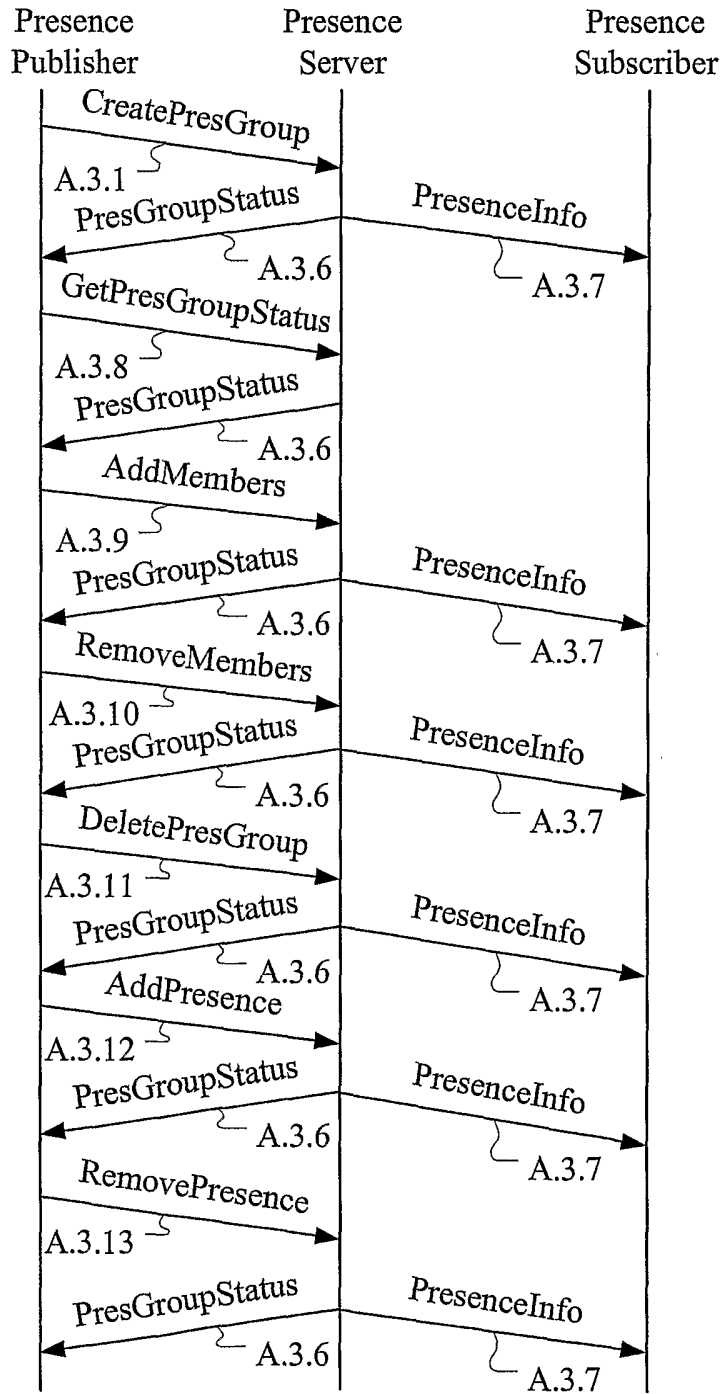 Presence Publisher
Presence Server
Presence Subscriber
CreatePresGroup
A.3.1
PresGroupStatus
PresenceInfo
A.3.6
A.3.7
GetPresGroupStatus
A.3.8
PresGroupStatus
A.3.6
AddMembers
A.3.9
PresGroupStatus
PresenceInfo
A.3.6
A.3.7
RemoveMembers
A.3.10
PresGroupStatus
PresenceInfo
A.3.6
A.3.7
DeletePresGroup
A.3.11
PresGroupStatus
PresenceInfo
A.3.6
A.3.7
AddPresence
A.3.12
PresGroupStatus
PresenceInfo
A.3.6
A.3.7
RemovePresence
A.3.13
PresGroupStatus
PresenceInfo
A.3.6
A.3.7